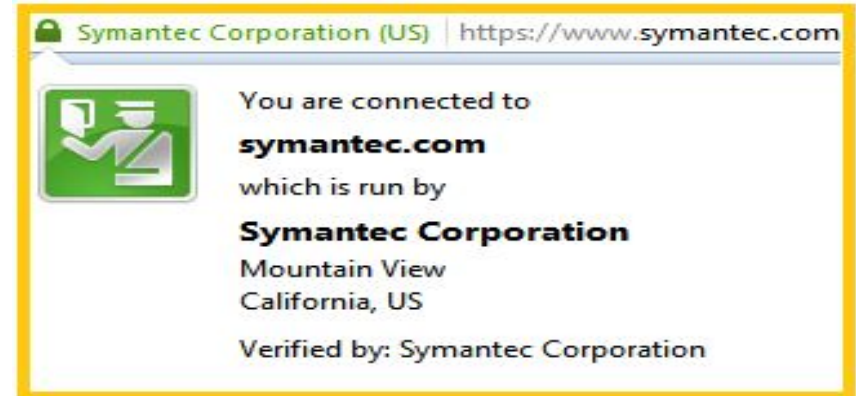 Symantec Corporation (US) https://www.symantec.com
You are connected to
symantec.com
which is run by
Symantec Corporation
Mountain View
California, US
Verified by: Symantec Corporation